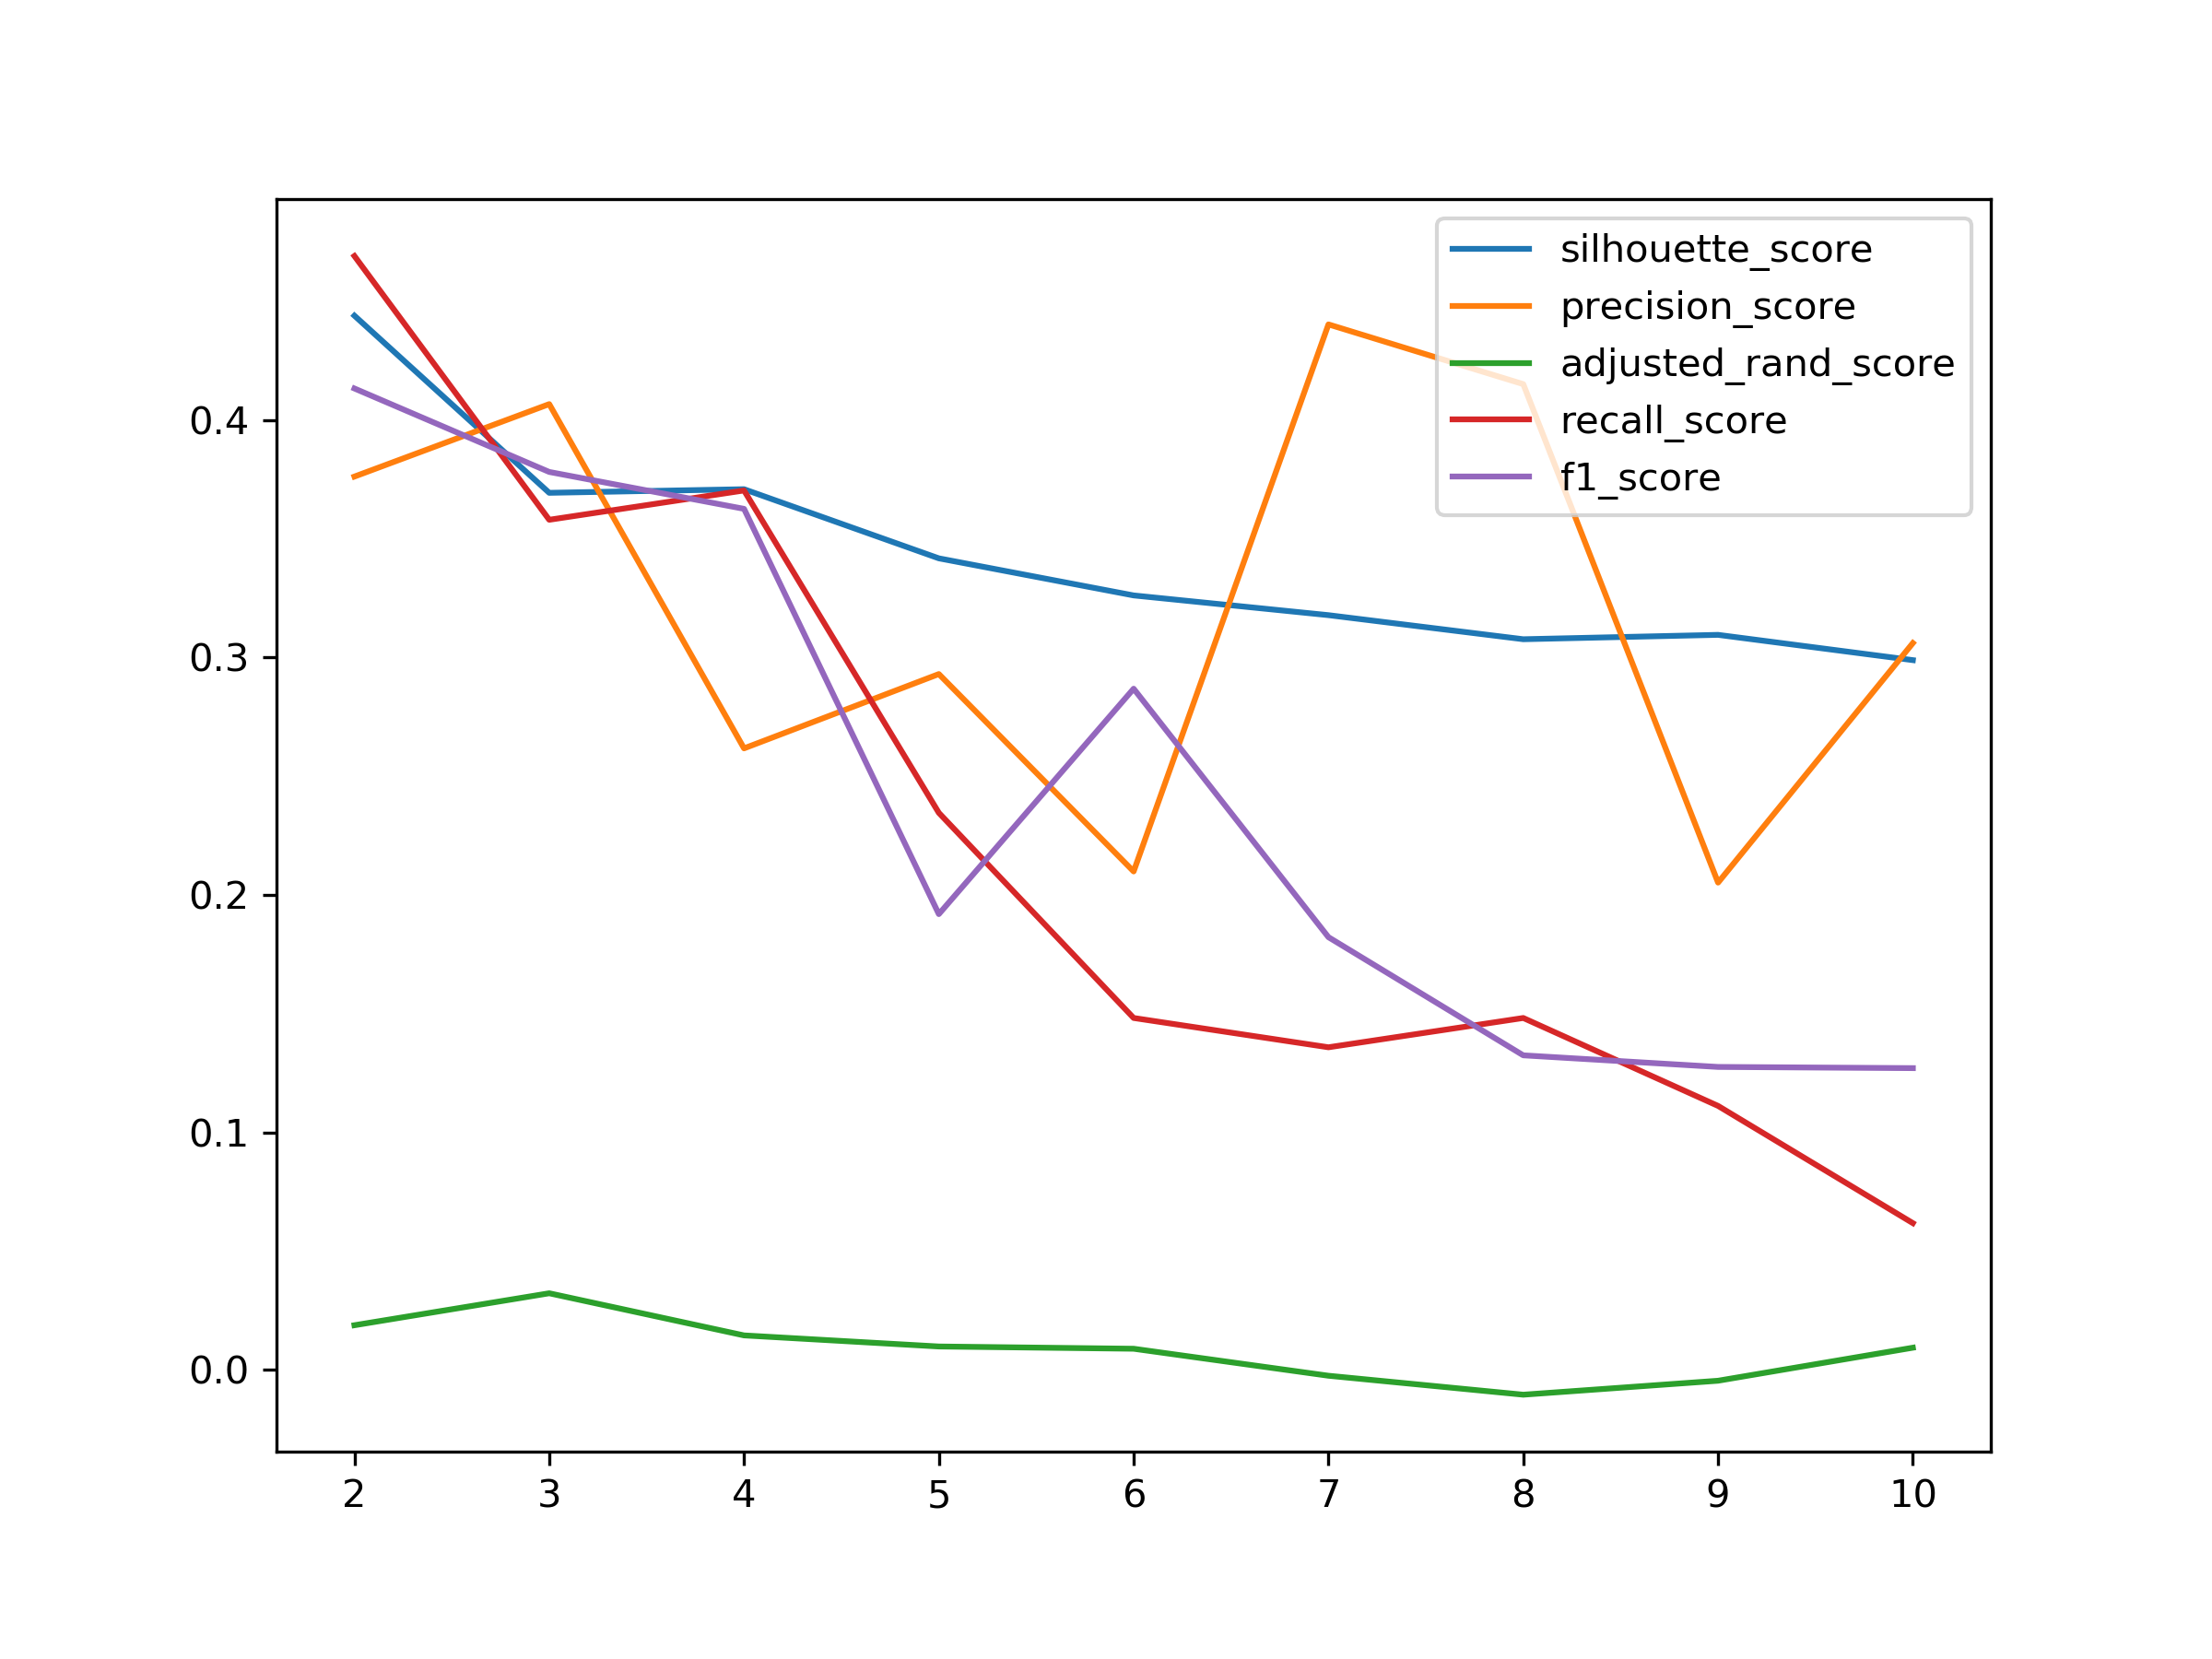 silhouette_score
precision_score
adjusted_rand_score
recall_score
f1_score
0.4
0.3
0.2
0.1
0.0
2 3 4 5 6 7 8 9 10